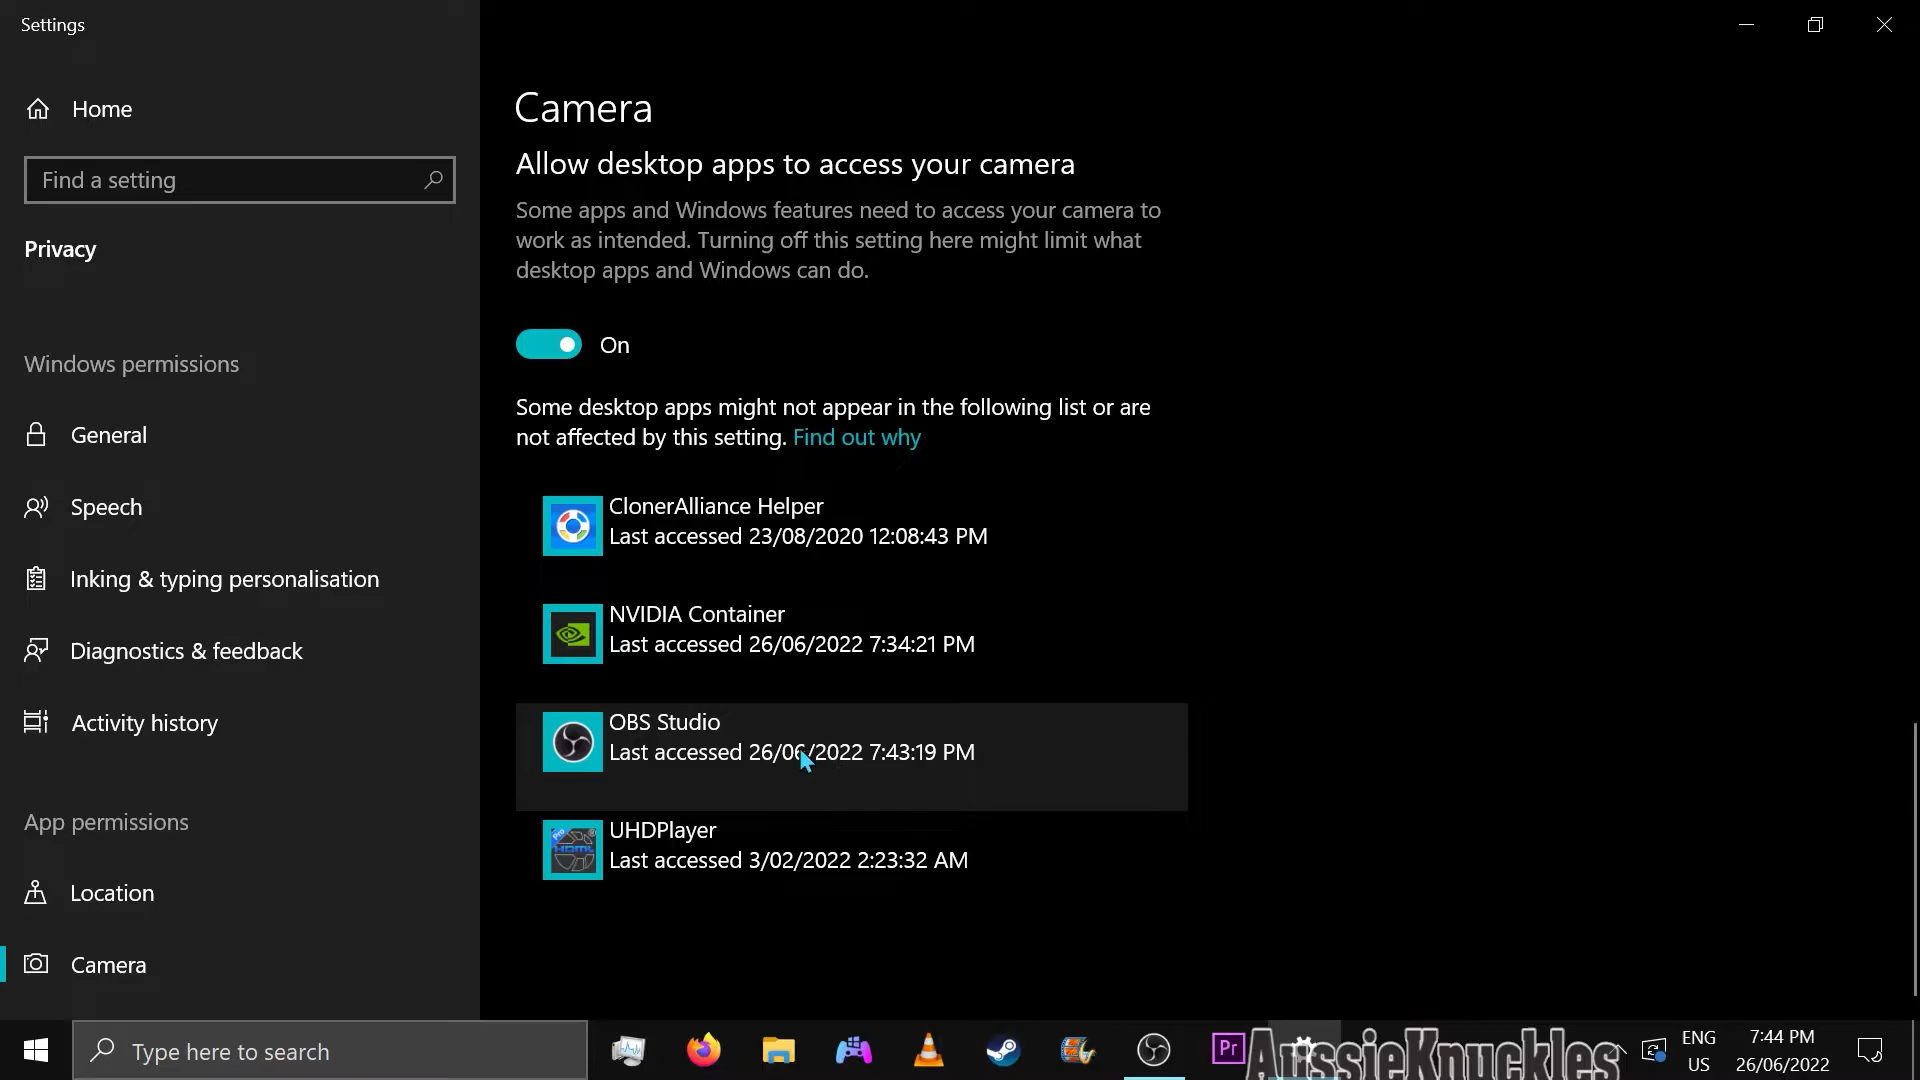 Settings
Home
Find a setting
Privacy
Windows permissions
General
Speech
Inking & typing personalisation
Diagnostics & feedback
Activity history
App permissions
Location
Camera
Camera
Allow desktop apps to access your camera
Some apps and Windows features need to access your camera to
work as intended. Turning off this setting here might limit what
desktop apps and Windows can do.
On
Some desktop apps might not appear in the following list or are
not affected by this setting. Find out why
ClonerAlliance Helper
Last accessed 23/08/2020 12:08:43 PM
NVIDIA Container
Last accessed 26/06/2022 7:34:21 PM
OBS Studio
Last accessed 26/06/2022 7:43:19 PM
Pro
HDML
UHDPlayer
Last accessed 3/02/2022 2:23:32 AM
Type here to search
Pr
AussieKnuckles
ENG
US
7:44 PM
26/06/2022